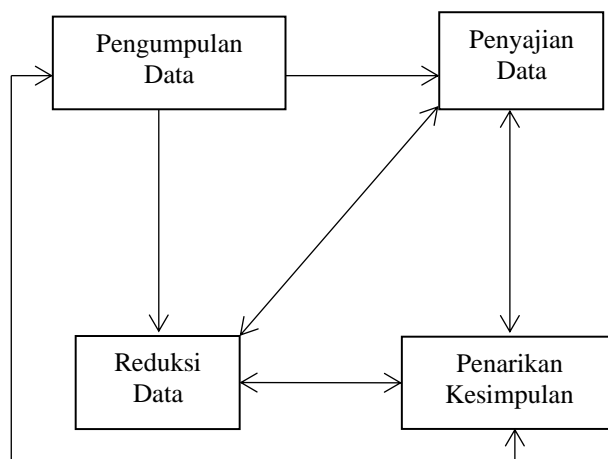 Pengumpulan
Data
Penyajian
Data
Reduksi
Data
Penarikan
Kesimpulan